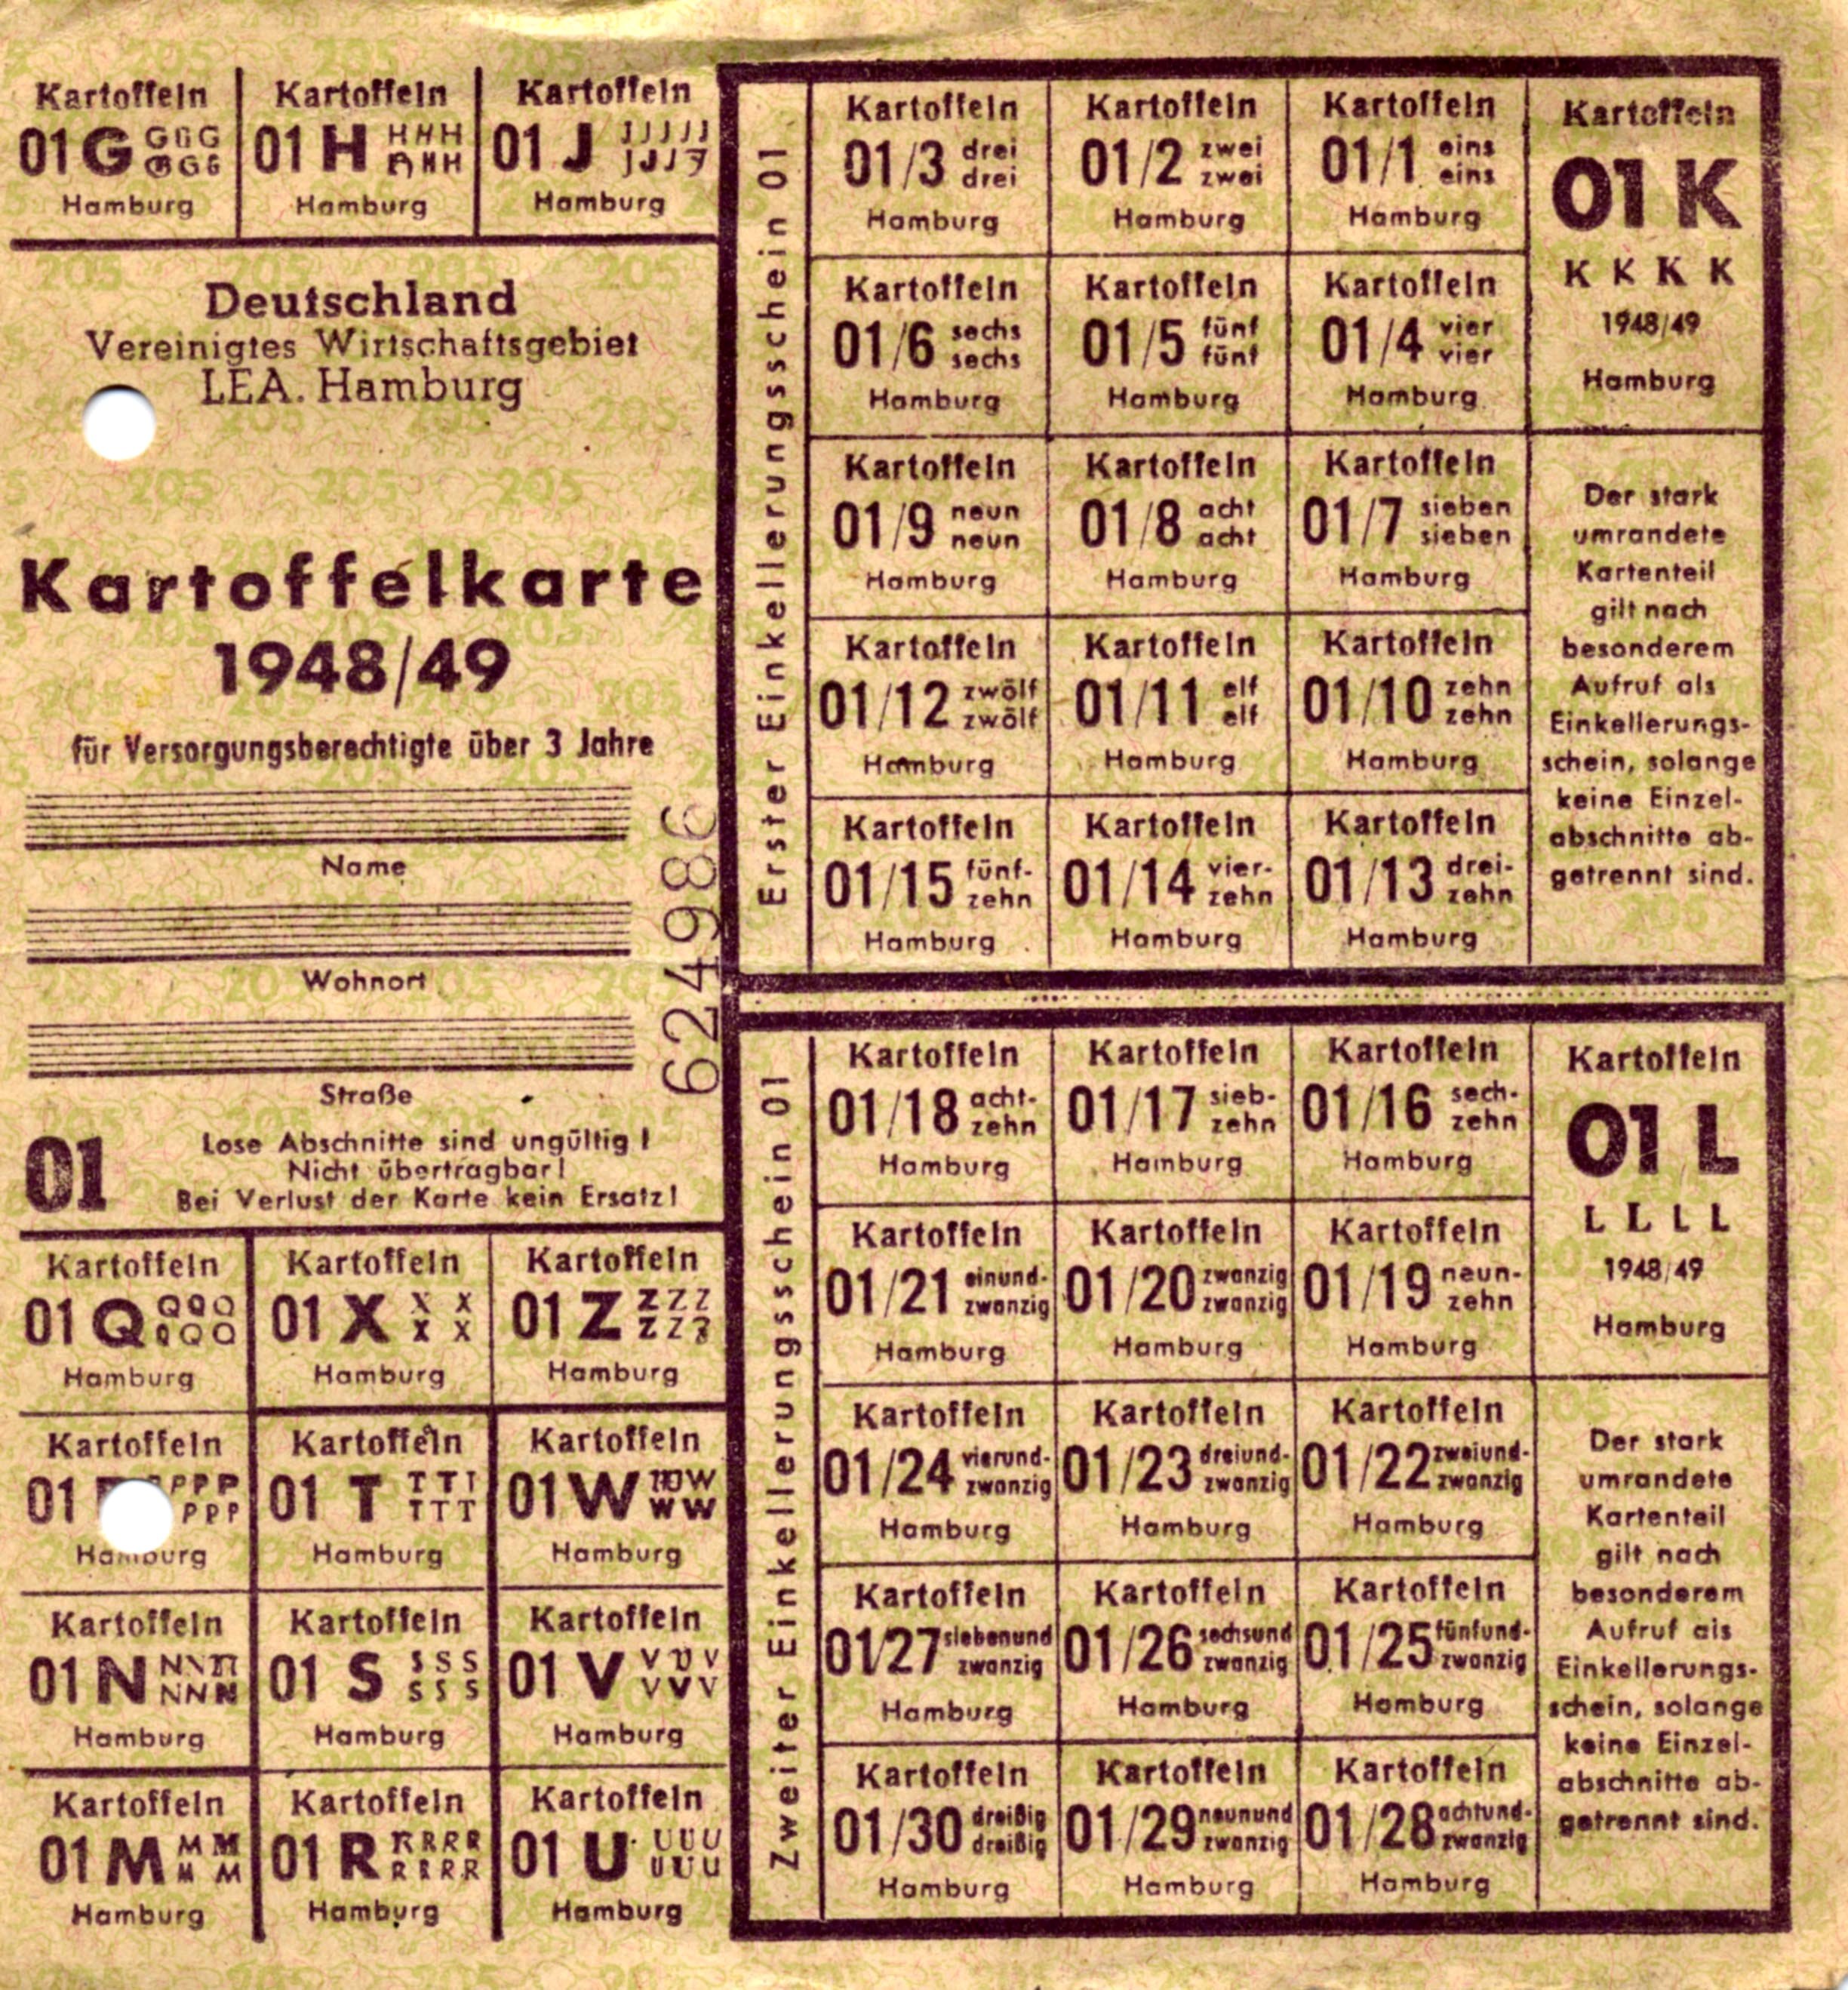 Kartoffeln
01 G GGG
GGG
Hamburg
Kartoffeln
01 H HHH
HHH
Hamburg
Kartoffeln
01 J JJJJJ
JJJJ
Hamburg
Deutschland
Vereinigtes Wirtschaftsgebiet
LEA. Hamburg
Kartoffelkarte
1948/49
für Versorgungsberechtigte über 3 Jahre
Name
Wohnort
Straße
624986
01
Lose Abschnitte sind ungültig!
Nicht übertragbar!
Bei Verlust der Karte kein Ersatz!
Kartoffeln
01 Q QQQ
QQQ
Hamburg
Kartoffeln
01 X X X
X X
Hamburg
Kartoffeln
01 Z ZZZ
ZZZ
Hamburg
Kartoffeln
01 PPP
PPP
Hamburg
Kartoffeln
01 T TTT
TTT
Hamburg
Kartoffeln
01 W WW
WW
Hamburg
Kartoffeln
01 N NNN
NNN
Hamburg
Kartoffeln
01 S SSS
SSS
Hamburg
Kartoffeln
01 V VVV
VVV
Hamburg
Kartoffeln
01 M MM
MM
Hamburg
Kartoffeln
01 R RRRR
RRRR
Hamburg
Kartoffeln
01 U UUU
UUU
Hamburg
Erster Einkellerungsschein 01
Kartoffeln
01/3 drei
drei
Hamburg
Kartoffeln
01/2 zwei
zwei
Hamburg
Kartoffeln
01/1 eins
eins
Hamburg
Kartoffeln
01/6 sechs
sechs
Hamburg
Kartoffeln
01/5 fünf
fünf
Hamburg
Kartoffeln
01/4 vier
vier
Hamburg
Kartoffeln
01/9 neun
neun
Hamburg
Kartoffeln
01/8 acht
acht
Hamburg
Kartoffeln
01/7 sieben
sieben
Hamburg
Kartoffeln
01/12 zwölf
zwölf
Hamburg
Kartoffeln
01/11 elf
elf
Hamburg
Kartoffeln
01/10 zehn
zehn
Hamburg
Kartoffeln
01/15 fünf-
zehn
Hamburg
Kartoffeln
01/14 vier-
zehn
Hamburg
Kartoffeln
01/13 drei-
zehn
Hamburg
Kartoffeln
01 K
K K K K
1948/49
Hamburg
Der stark
umrandete
Kartenteil
gilt nach
besonderem
Aufruf als
Einkellerungs-
schein, solange
keine Einzel-
abschnitte ab-
getrennt sind.
Zweiter Einkellerungsschein 01
Kartoffeln
01/18 acht-
zehn
Hamburg
Kartoffeln
01/17 sieb-
zehn
Hamburg
Kartoffeln
01/16 sech-
zehn
Hamburg
Kartoffeln
01/21 einund-
zwanzig
Hamburg
Kartoffeln
01/20 zwanzig
zwanzig
Hamburg
Kartoffeln
01/19 neun-
zehn
Hamburg
Kartoffeln
01/24 vierund-
zwanzig
Hamburg
Kartoffeln
01/23 dreiund-
zwanzig
Hamburg
Kartoffeln
01/22 zweiund-
zwanzig
Hamburg
Kartoffeln
01/27 siebenund
zwanzig
Hamburg
Kartoffeln
01/26 sechsund
zwanzig
Hamburg
Kartoffeln
01/25 fünfund-
zwanzig
Hamburg
Kartoffeln
01/30 dreißig
dreißig
Hamburg
Kartoffeln
01/29 neunund
zwanzig
Hamburg
Kartoffeln
01/28 achtund-
zwanzig
Hamburg
Kartoffeln
01 L
L L L L
1948/49
Hamburg
Der stark
umrandete
Kartenteil
gilt nach
besonderem
Aufruf als
Einkellerungs-
schein, solange
keine Einzel-
abschnitte ab-
getrennt sind.